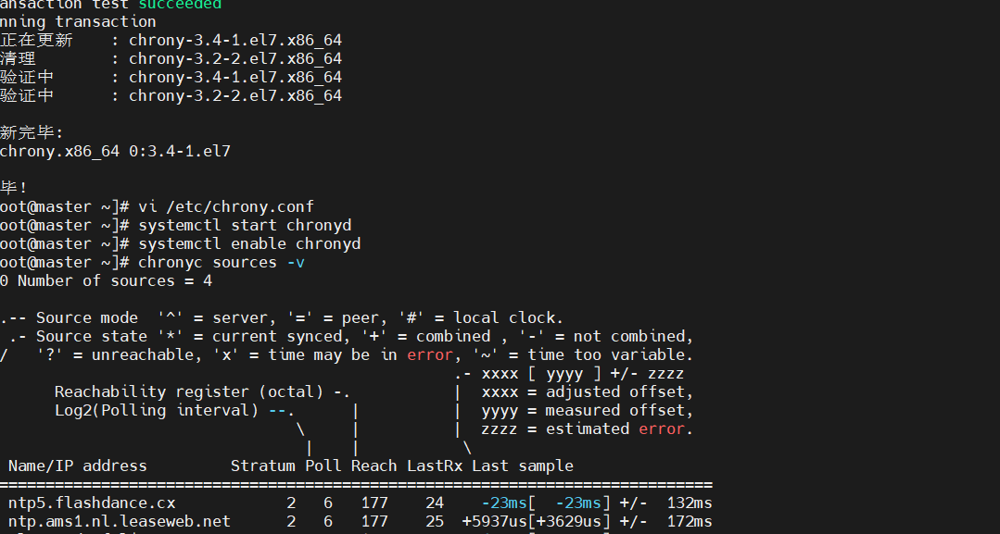 ansaction test succeeded
nning transaction
正在更新    : chrony-3.4-1.el7.x86_64
清理        : chrony-3.2-2.el7.x86_64
验证中      : chrony-3.4-1.el7.x86_64
验证中      : chrony-3.2-2.el7.x86_64
新完毕:
chrony.x86_64 0:3.4-1.el7
毕！
oot@master ~]# vi /etc/chrony.conf
oot@master ~]# systemctl start chronyd
oot@master ~]# systemctl enable chronyd
oot@master ~]# chronyc sources -v
0 Number of sources = 4
.-- Source mode  '^' = server, '=' = peer, '#' = local clock.
.- Source state '*' = current synced, '+' = combined , '-' = not combined,
/   '?' = unreachable, 'x' = time may be in error, '~' = time too variable.
.- xxxx [ yyyy ] +/- zzzz
Reachability register (octal) -.           |  xxxx = adjusted offset,
Log2(Polling interval) --.      |          |  yyyy = measured offset,
\     |          |  zzzz = estimated error.
|    |           \
Name/IP address         Stratum Poll Reach LastRx Last sample
=============================================================================
ntp5.flashdance.cx            2   6   177    24    -23ms[  -23ms] +/-  132ms
ntp.ams1.nl.leaseweb.net      2   6   177    25  +5937us[+3629us] +/-  172ms